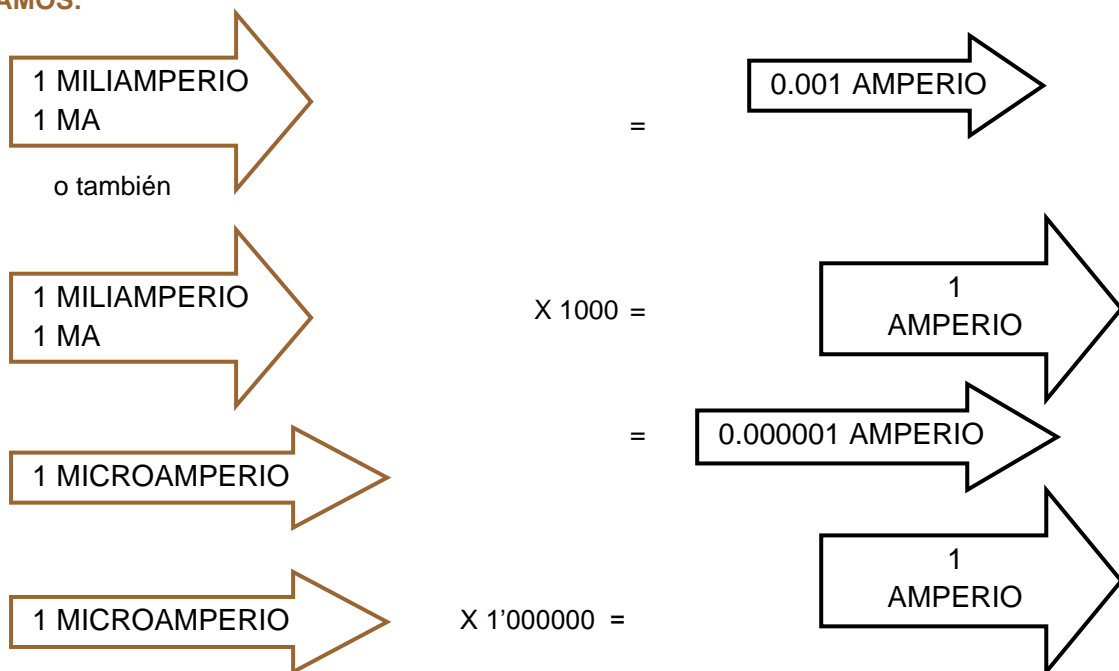 AMOS:
1 MILIAMPERIO
1 MA
=
0.001 AMPERIO
o también
1 MILIAMPERIO
1 MA
X 1000 =
1
AMPERIO
1 MICROAMPERIO
=
0.000001 AMPERIO
1 MICROAMPERIO
X 1’000000 =
1
AMPERIO